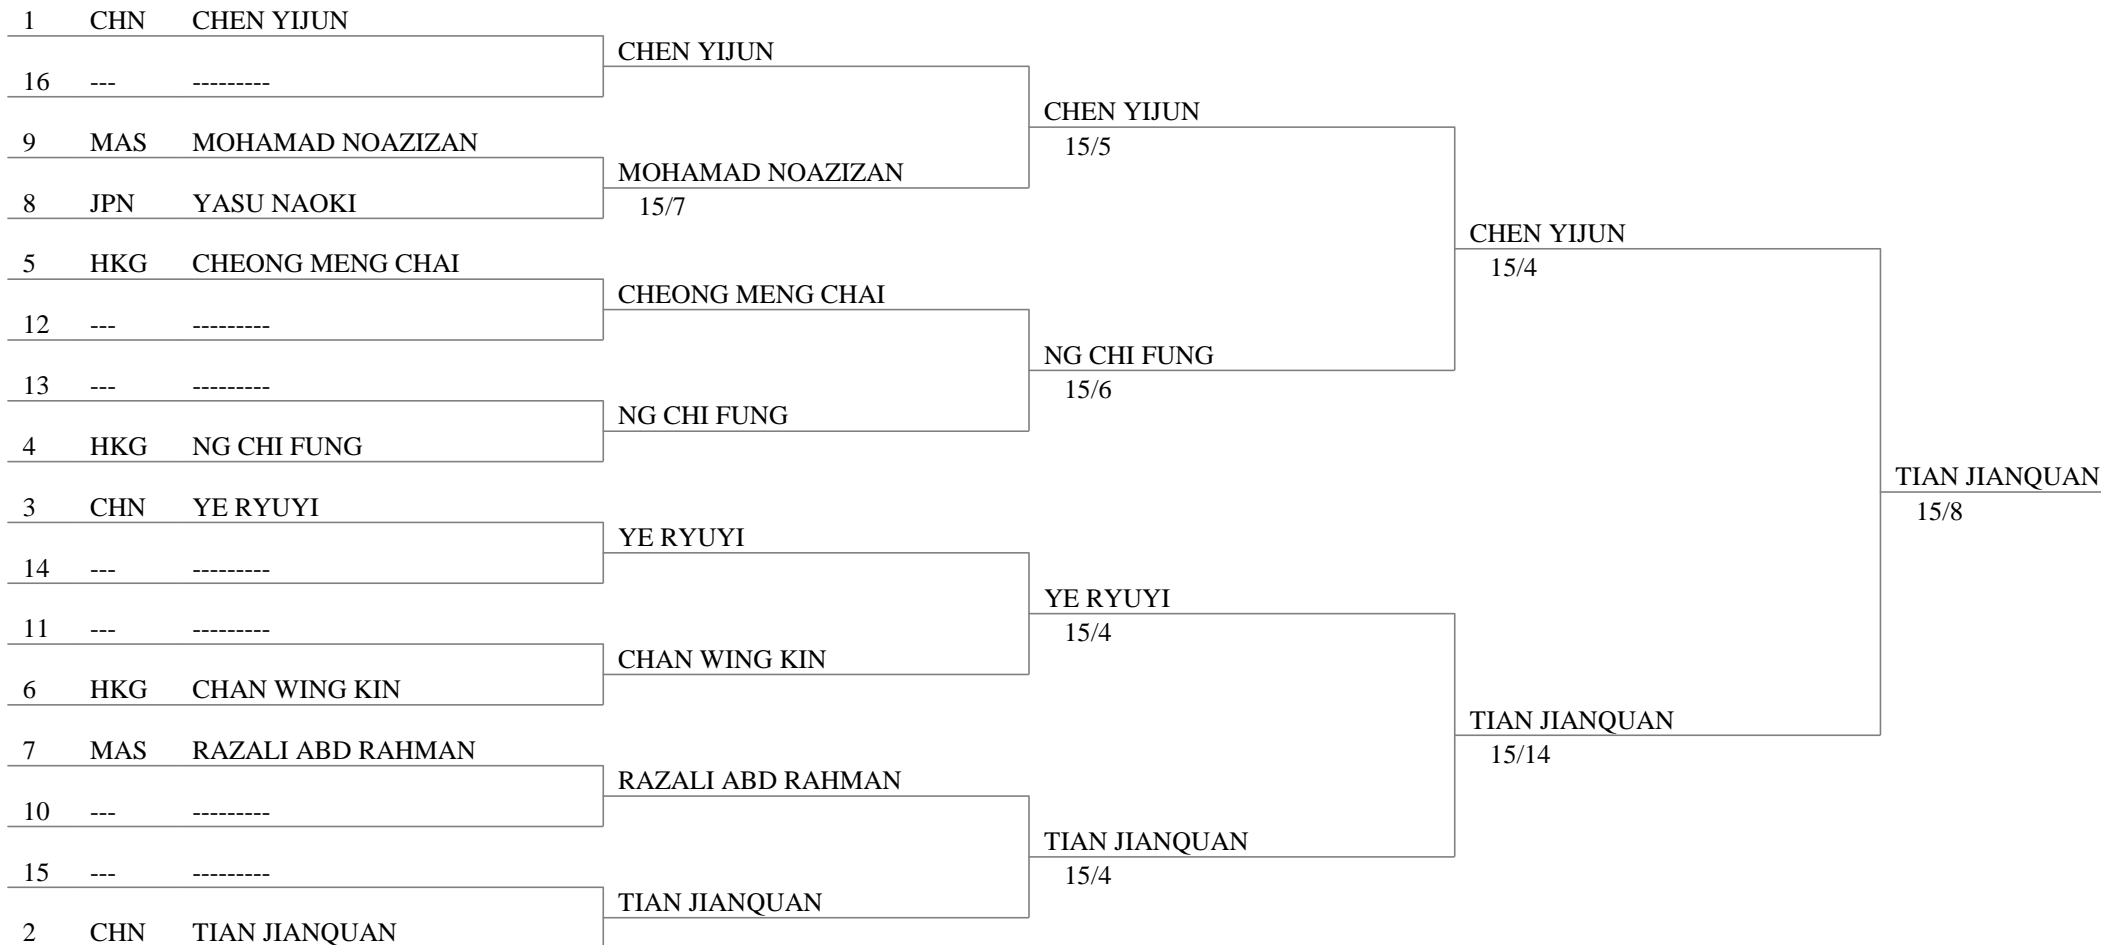 1 CHN CHEN YIJUN
CHEN YIJUN
16 --- ---------
CHEN YIJUN
15/5
9 MAS MOHAMAD NOAZIZAN
MOHAMAD NOAZIZAN
15/7
8 JPN YASU NAOKI
CHEN YIJUN
15/4
5 HKG CHEONG MENG CHAI
CHEONG MENG CHAI
12 --- ---------
NG CHI FUNG
15/6
13 --- ---------
NG CHI FUNG
4 HKG NG CHI FUNG
TIAN JIANQUAN
15/8
3 CHN YE RYUYI
YE RYUYI
14 --- ---------
YE RYUYI
15/4
11 --- ---------
CHAN WING KIN
6 HKG CHAN WING KIN
TIAN JIANQUAN
15/14
7 MAS RAZALI ABD RAHMAN
RAZALI ABD RAHMAN
10 --- ---------
TIAN JIANQUAN
15/4
15 --- ---------
TIAN JIANQUAN
2 CHN TIAN JIANQUAN